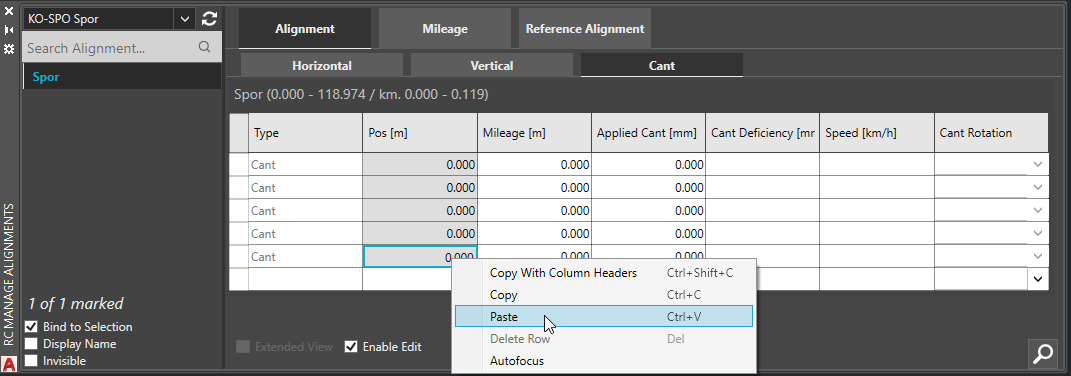 KO-SPO Spor
Search Alignment...
Spor
1 of 1 marked
Bind to Selection
Display Name
Invisible
RC MANAGE ALIGNMENTS
Alignment Mileage Reference Alignment
Horizontal Vertical Cant
Spor (0.000 - 118.974 / km. 0.000 - 0.119)
Type Pos [m] Mileage [m] Applied Cant [mm] Cant Deficiency [mr Speed [km/h] Cant Rotation
Cant 0.000 0.000 0.000
Cant 0.000 0.000 0.000
Cant 0.000 0.000 0.000
Cant 0.000 0.000 0.000
Cant 0.000 0.000 0.000
Copy With Column Headers Ctrl+Shift+C
Copy Ctrl+C
Paste Ctrl+V
Delete Row Del
Autofocus
Extended View Enable Edit